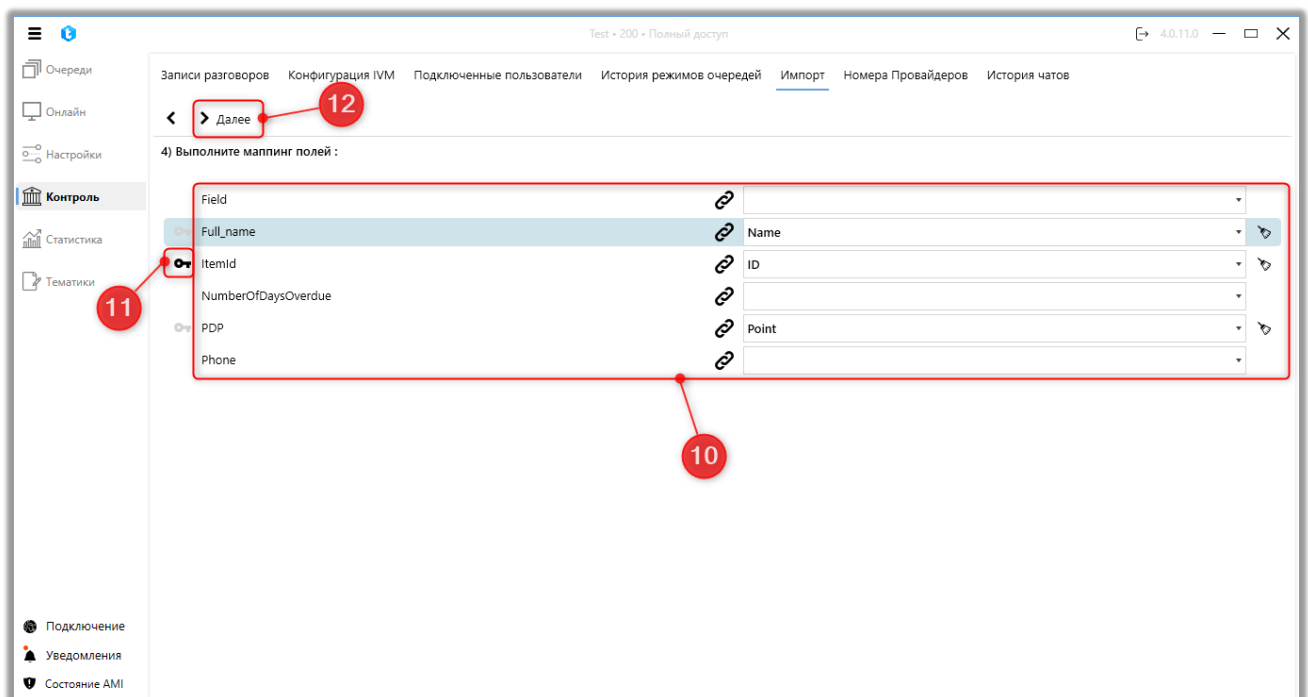 Test • 200 • Полный доступ
4.0.11.0
Очереди
Онлайн
Настройки
Контроль
Статистика
Тематики
Записи разговоров Конфигурация IVM Подключенные пользователи История режимов очередей Импорт Номера Провайдеров История чатов
Далее
12
4) Выполните маппинг полей :
Field
Full_name Name
ItemId ID
11
NumberOfDaysOverdue
PDP Point
Phone
10
Подключение
Уведомления
Состояние AMI